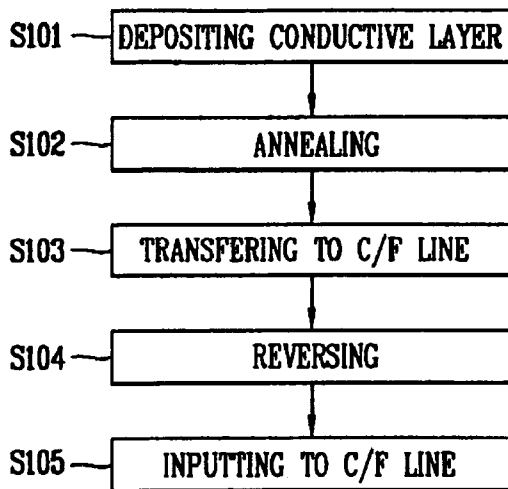 S101 DEPOSITING CONDUCTIVE LAYER
S102 ANNEALING
S103 TRANSFERING TO C/F LINE
S104 REVERSING
S105 INPUTTING TO C/F LINE